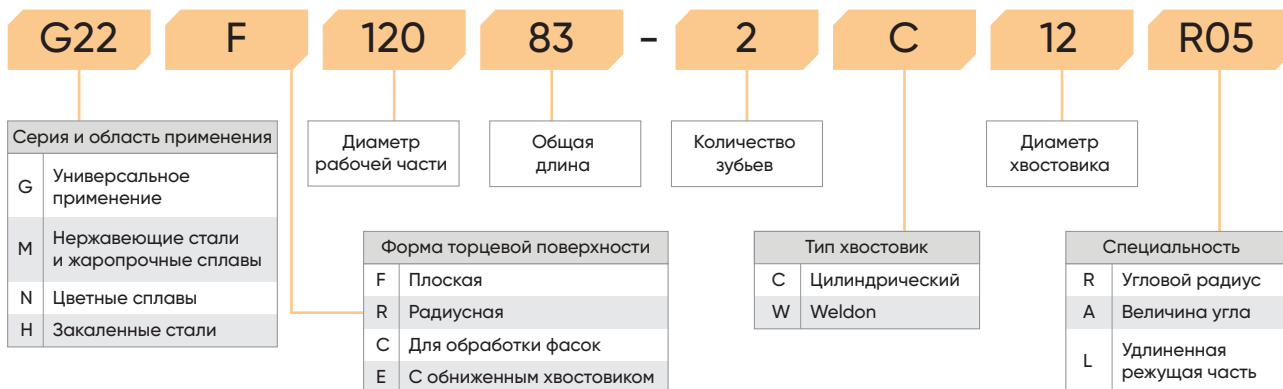 G22 F 120 83 - 2 C 12 R05
Серия и область применения
G Универсальное
применение
M Нержавеющие стали
и жаропрочные сплавы
N Цветные сплавы
H Закаленные стали
Диаметр
рабочей части
Общая
длина
Количество
зубьев
Диаметр
хвостовика
Форма торцевой поверхности
F Плоская
R Радиусная
C Для обработки фасок
E С обниженным хвостовиком
Тип хвостовик
C Цилиндрический
W Weldon
Специальность
R Угловой радиус
A Величина угла
L Удлиненная
режущая часть